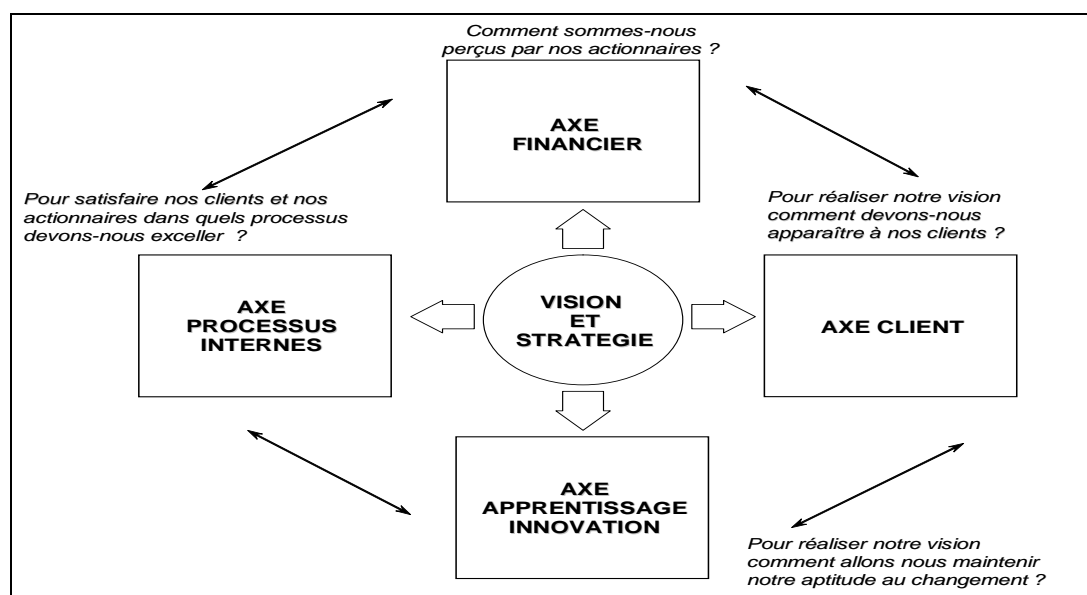 Comment sommes-nous
perçus par nos actionnaires ?
AXE
FINANCIER
Pour satisfaire nos clients et nos
actionnaires dans quels processus
devons-nous exceller  ?
Pour réaliser notre vision
comment devons-nous
apparaître à nos clients ?
AXE
PROCESSUS
INTERNES
VISION
ET
STRATEGIE
AXE CLIENT
AXE
APPRENTISSAGE
INNOVATION
Pour réaliser notre vision
comment allons nous maintenir
notre aptitude au changement ?